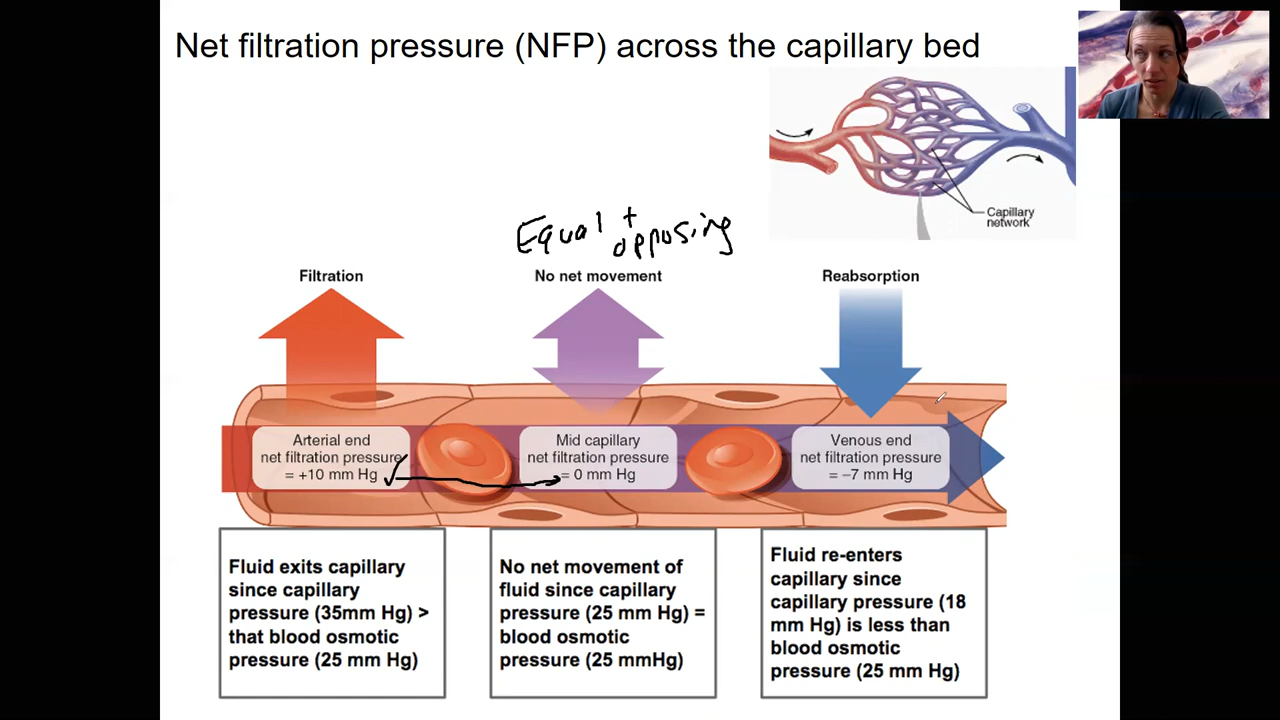 Net filtration pressure (NFP) across the capillary bed
Capillary
network
Equal +
opposing
Filtration
No net movement
Reabsorption
Arterial end
net filtration pressure
= +10 mm Hg
Mid capillary
net filtration pressure
= 0 mm Hg
Venous end
net filtration pressure
= –7 mm Hg
Fluid exits capillary
since capillary
pressure (35mm Hg) >
that blood osmotic
pressure (25 mm Hg)
No net movement of
fluid since capillary
pressure (25 mm Hg) =
blood osmotic
pressure (25 mmHg)
Fluid re-enters
capillary since
capillary pressure (18
mm Hg) is less than
blood osmotic
pressure (25 mm Hg)